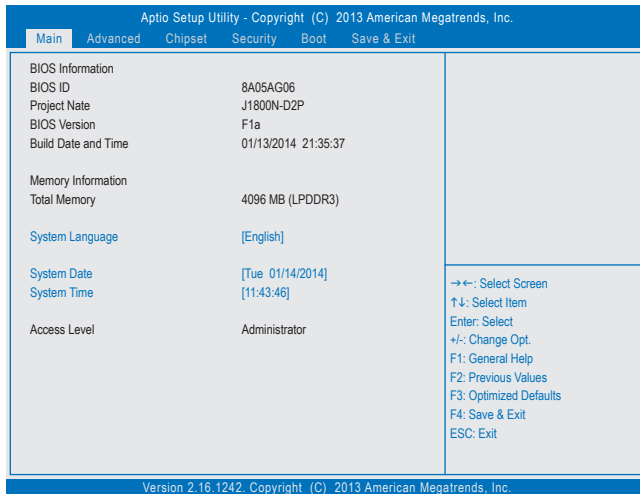 Aptio Setup Utility - Copyright (C) 2013 American Megatrends, Inc.
Main Advanced Chipset Security Boot Save & Exit
BIOS Information
BIOS ID 8A05AG06
Project Nate J1800N-D2P
BIOS Version F1a
Build Date and Time 01/13/2014 21:35:37
Memory Information
Total Memory 4096 MB (LPDDR3)
System Language [English]
System Date [Tue 01/14/2014]
System Time [11:43:46]
Access Level Administrator
→←: Select Screen
↑↓: Select Item
Enter: Select
+/-: Change Opt.
F1: General Help
F2: Previous Values
F3: Optimized Defaults
F4: Save & Exit
ESC: Exit
Version 2.16.1242. Copyright (C) 2013 American Megatrends, Inc.